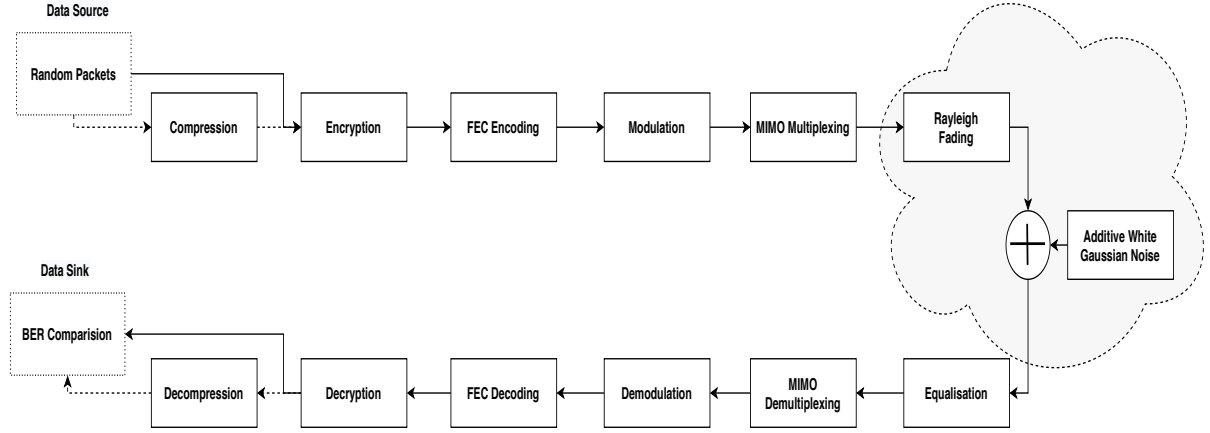 Data Source
Random Packets
Compression
Encryption
FEC Encoding
Modulation
MIMO Multiplexing
Rayleigh
Fading
Additive White
Gaussian Noise
Data Sink
BER Comparision
Decompression
Decryption
FEC Decoding
Demodulation
MIMO
Demultiplexing
Equalisation